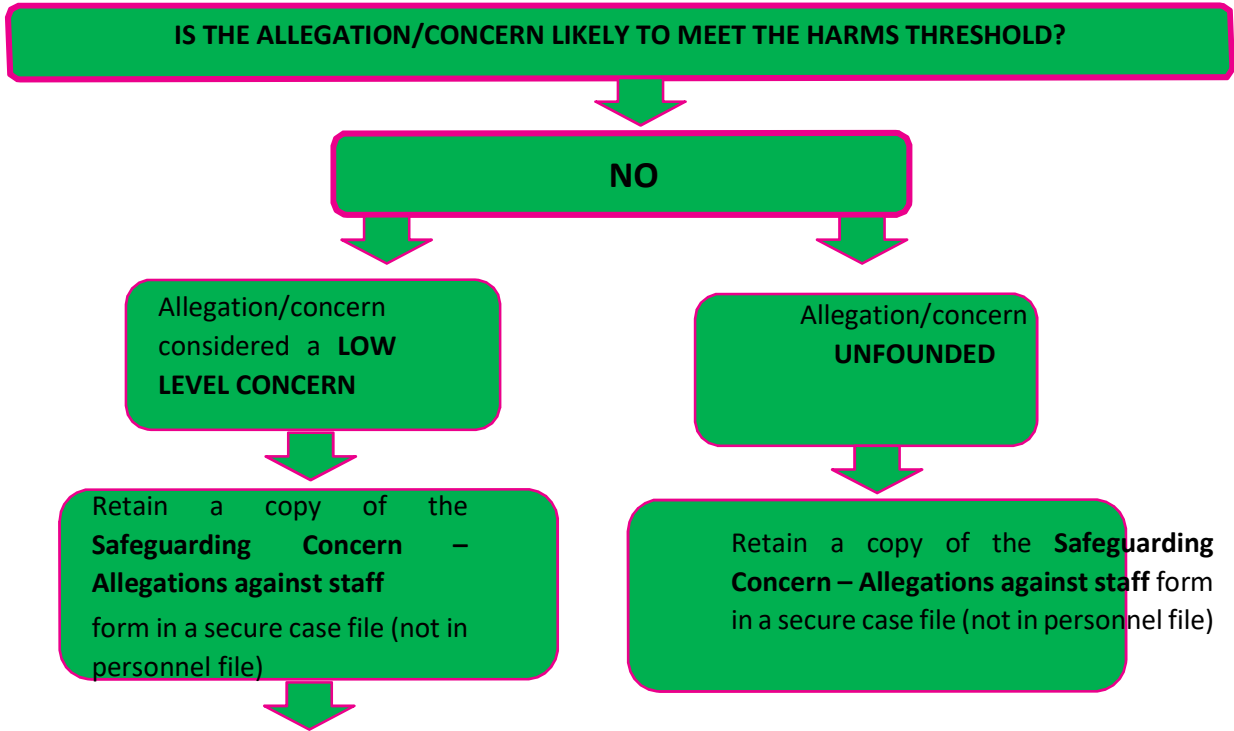 IS THE ALLEGATION/CONCERN LIKELY TO MEET THE HARMS THRESHOLD?
NO
Allegation/concern
considered a LOW
LEVEL CONCERN
Allegation/concern
UNFOUNDED
Retain a copy of the
Safeguarding Concern –
Allegations against staff
form in a secure case file (not in
personnel file)
Retain a copy of the Safeguarding
Concern – Allegations against staff form
in a secure case file (not in personnel file)